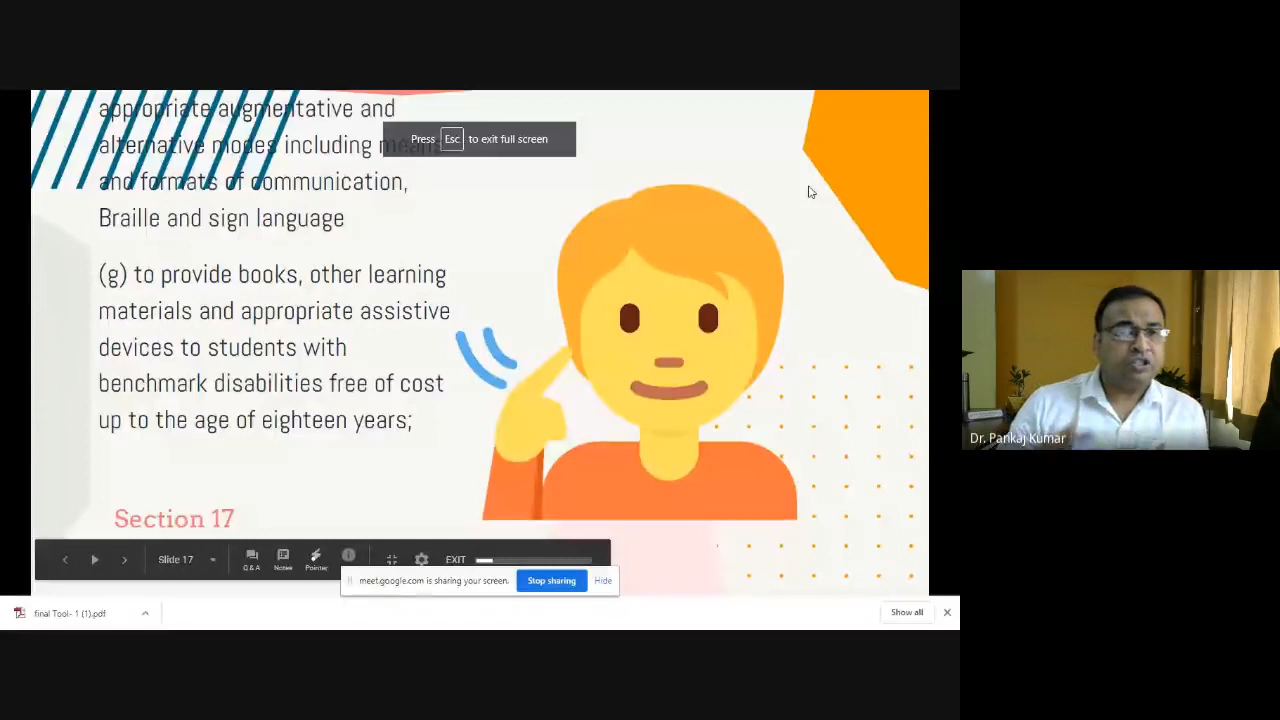 appropriate augmentative and
alternative modes including means
and formats of communication,
Braille and sign language
Press Esc to exit full screen
(g) to provide books, other learning
materials and appropriate assistive
devices to students with
benchmark disabilities free of cost
up to the age of eighteen years;
Section 17
Slide 17
Q & A
Notes
Pointer
EXIT
meet.google.com is sharing your screen.
Stop sharing
Hide
final Tool- 1 (1).pdf
Show all
Dr. Pankaj Kumar